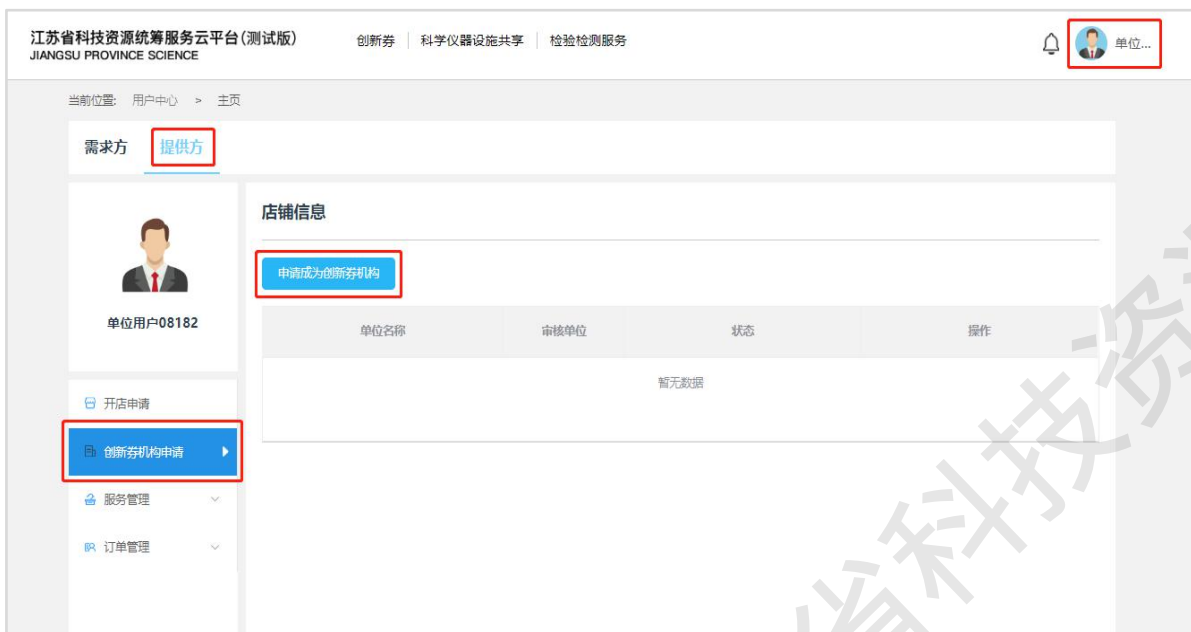 江苏省科技资源统筹服务云平台(测试版) 创新券 科学仪器设施共享 检验检测服务 单位...
JIANGSU PROVINCE SCIENCE
当前位置: 用户中心 > 主页
需求方 提供方
店铺信息
申请成为创新券机构
单位用户08182
单位名称 审核单位 状态 操作
暂无数据
开店申请
创新券机构申请
服务管理
订单管理
省科技资